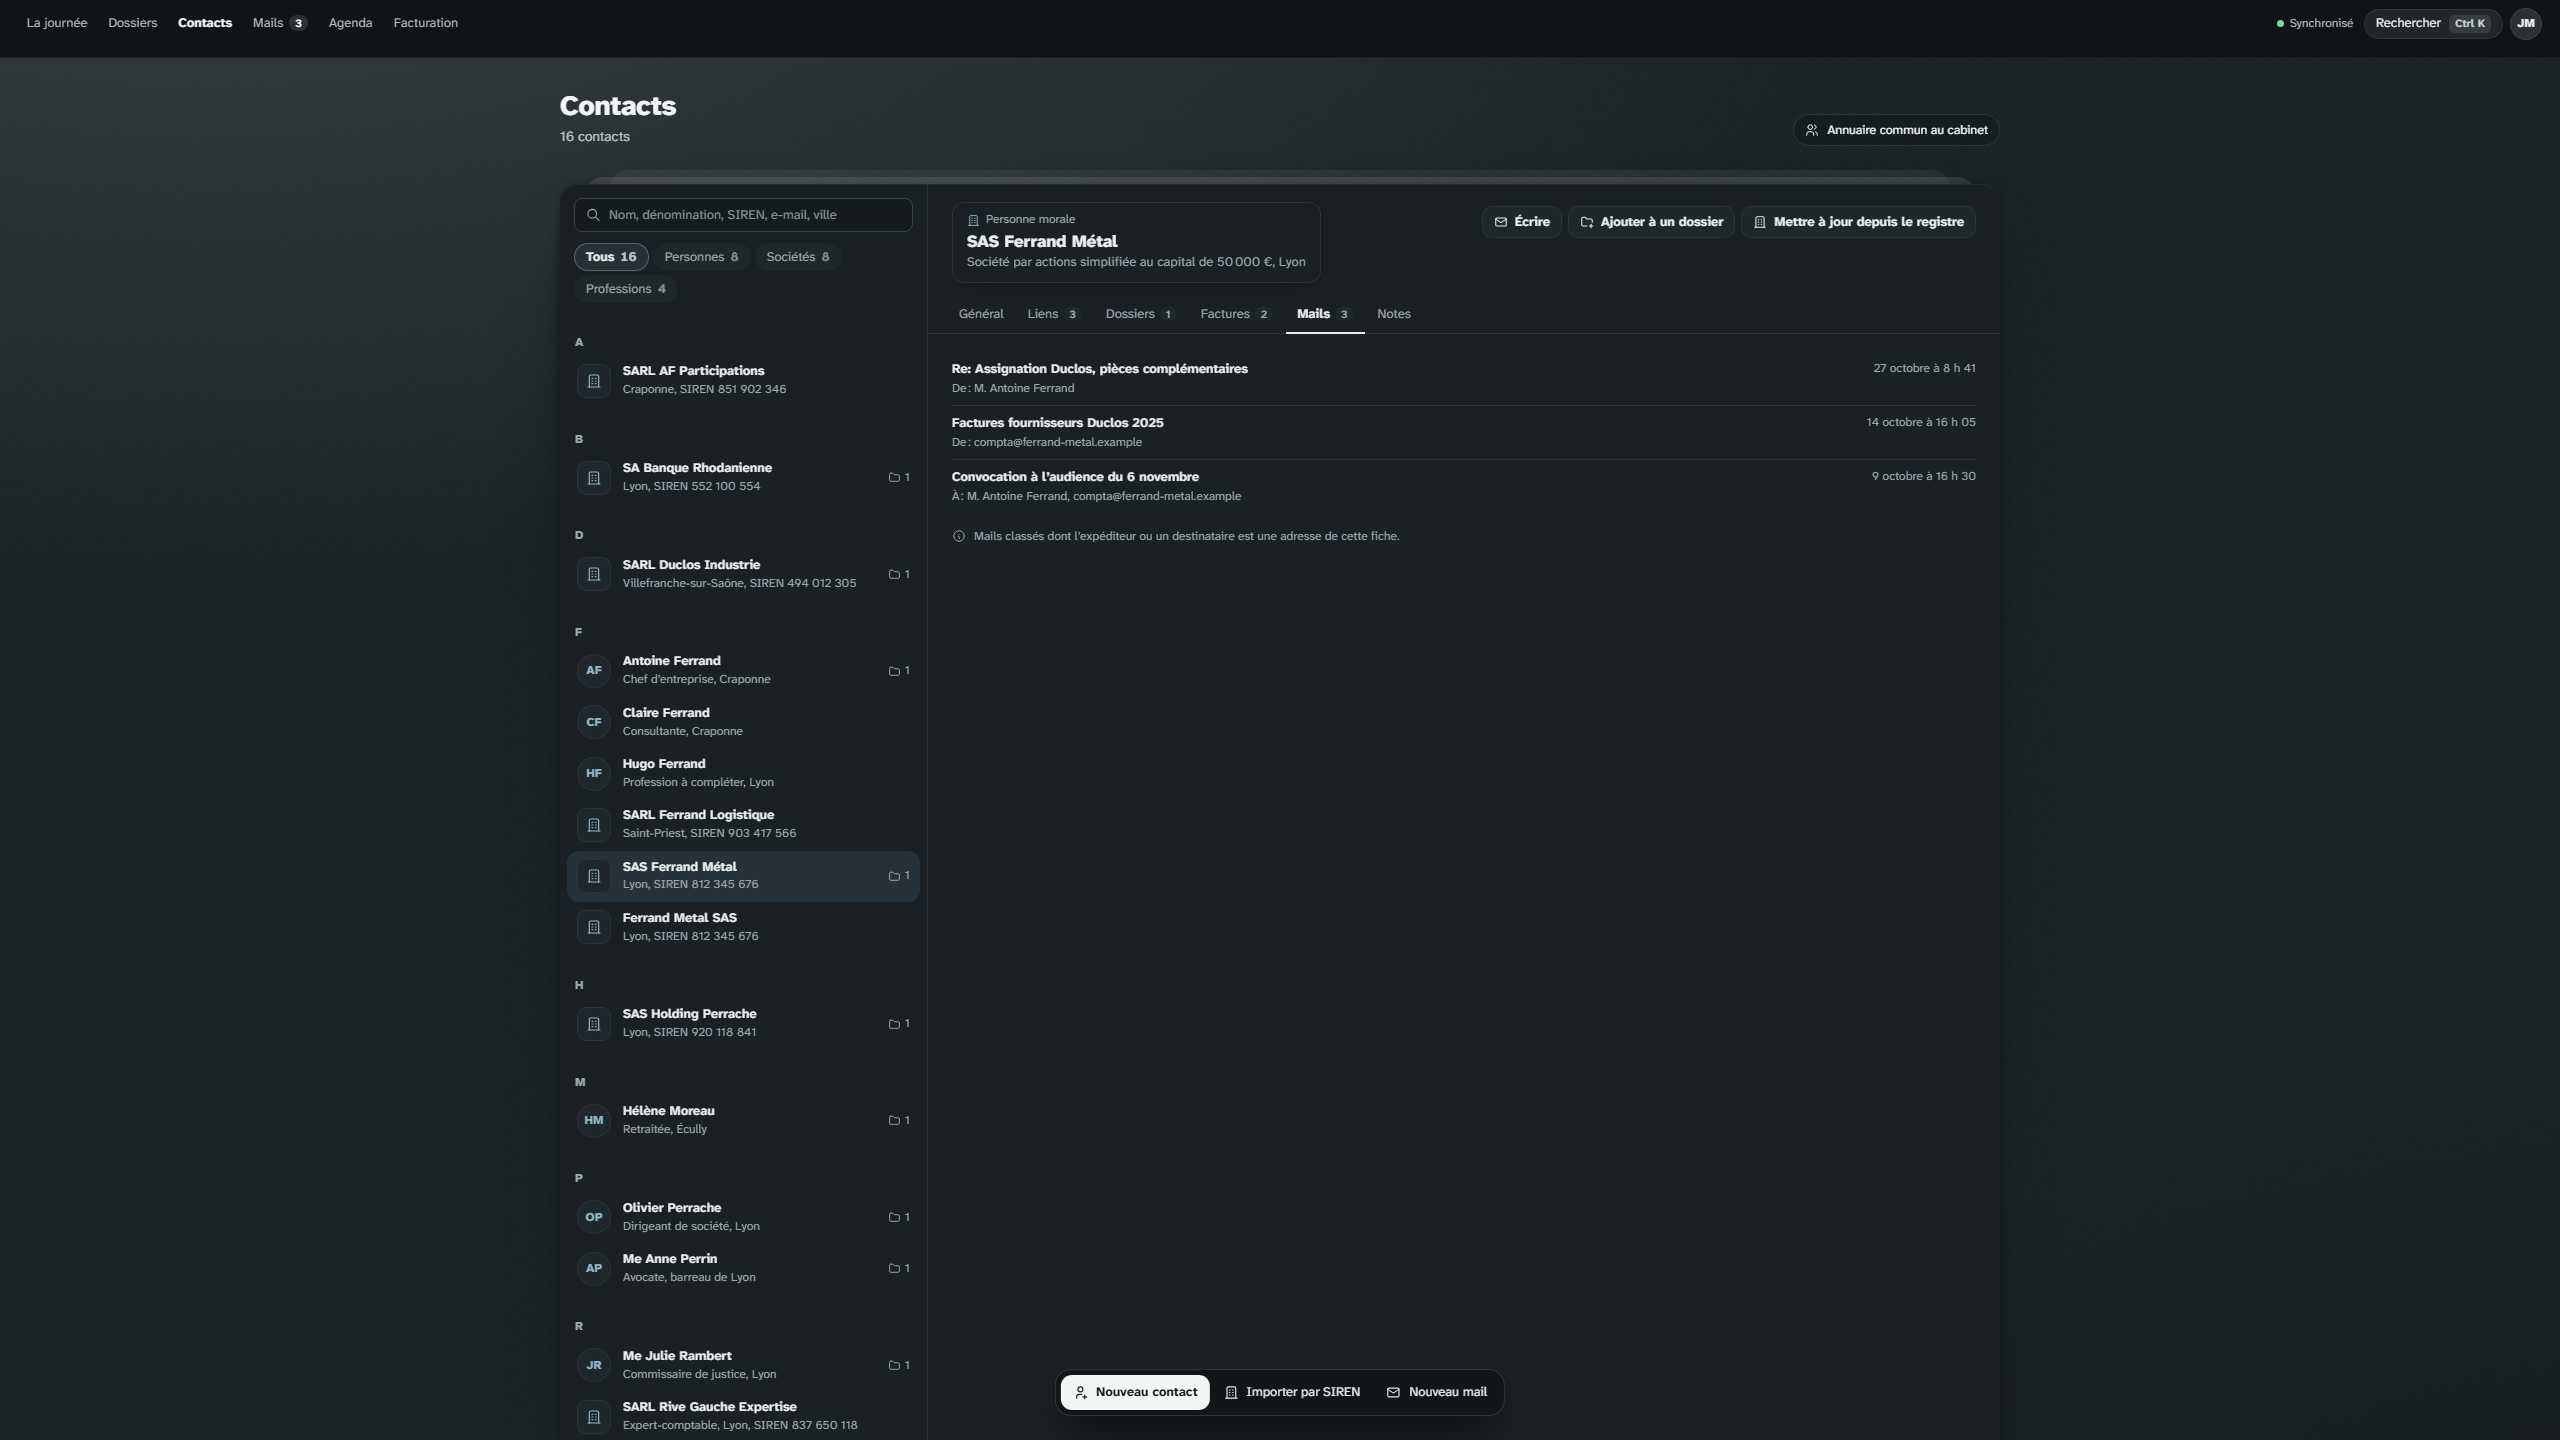 La journée Dossiers Contacts Mails 3 Agenda Facturation
Synchronisé Rechercher Ctrl K JM
Contacts
16 contacts
Annuaire commun au cabinet
Nom, dénomination, SIREN, e-mail, ville
Tous 16 Personnes 8 Sociétés 8
Professions 4
A
SARL AF Participations
Craponne, SIREN 851 902 346
B
SA Banque Rhodanienne
Lyon, SIREN 552 100 554
1
D
SARL Duclos Industrie
Villefranche-sur-Saône, SIREN 494 012 305
1
F
AF
Antoine Ferrand
Chef d’entreprise, Craponne
1
CF
Claire Ferrand
Consultante, Craponne
HF
Hugo Ferrand
Profession à compléter, Lyon
SARL Ferrand Logistique
Saint-Priest, SIREN 903 417 566
SAS Ferrand Métal
Lyon, SIREN 812 345 676
1
Ferrand Metal SAS
Lyon, SIREN 812 345 676
H
SAS Holding Perrache
Lyon, SIREN 920 118 841
1
M
HM
Hélène Moreau
Retraitée, Écully
1
P
OP
Olivier Perrache
Dirigeant de société, Lyon
1
AP
Me Anne Perrin
Avocate, barreau de Lyon
1
R
JR
Me Julie Rambert
Commissaire de justice, Lyon
1
SARL Rive Gauche Expertise
Expert-comptable, Lyon, SIREN 837 650 118
Personne morale
SAS Ferrand Métal
Société par actions simplifiée au capital de 50 000 €, Lyon
Écrire Ajouter à un dossier Mettre à jour depuis le registre
Général Liens 3 Dossiers 1 Factures 2 Mails 3 Notes
Re: Assignation Duclos, pièces complémentaires 27 octobre à 8 h 41
De : M. Antoine Ferrand
Factures fournisseurs Duclos 2025 14 octobre à 16 h 05
De : compta@ferrand-metal.example
Convocation à l’audience du 6 novembre 9 octobre à 16 h 30
À : M. Antoine Ferrand, compta@ferrand-metal.example
Mails classés dont l’expéditeur ou un destinataire est une adresse de cette fiche.
Nouveau contact Importer par SIREN Nouveau mail